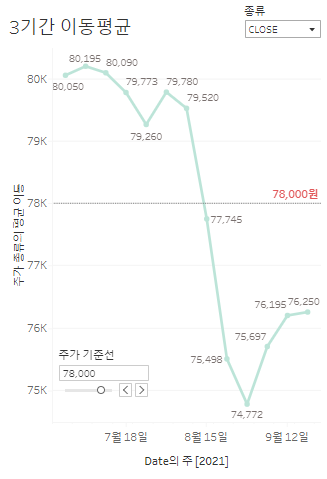 종류
3기간 이동평균
CLOSE
80,195
80,090
80K
80,050
79,773
79,780
79,520
79,260
79K
78,000원
78K
77,745
77K
76,195
76,250
76K
75,697
75,498
주가 기준선
78,000
75K
74,772
주가 종류의 평균 이동
7월 18일
8월 15일
9월 12일
Date의 주 [2021]